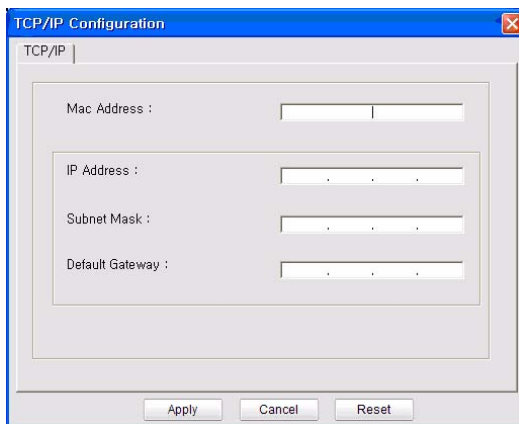 TCP/IP Configuration
TCP/IP
Mac Address :
IP Address : . . .
Subnet Mask : . . .
Default Gateway : . . .
Apply Cancel Reset